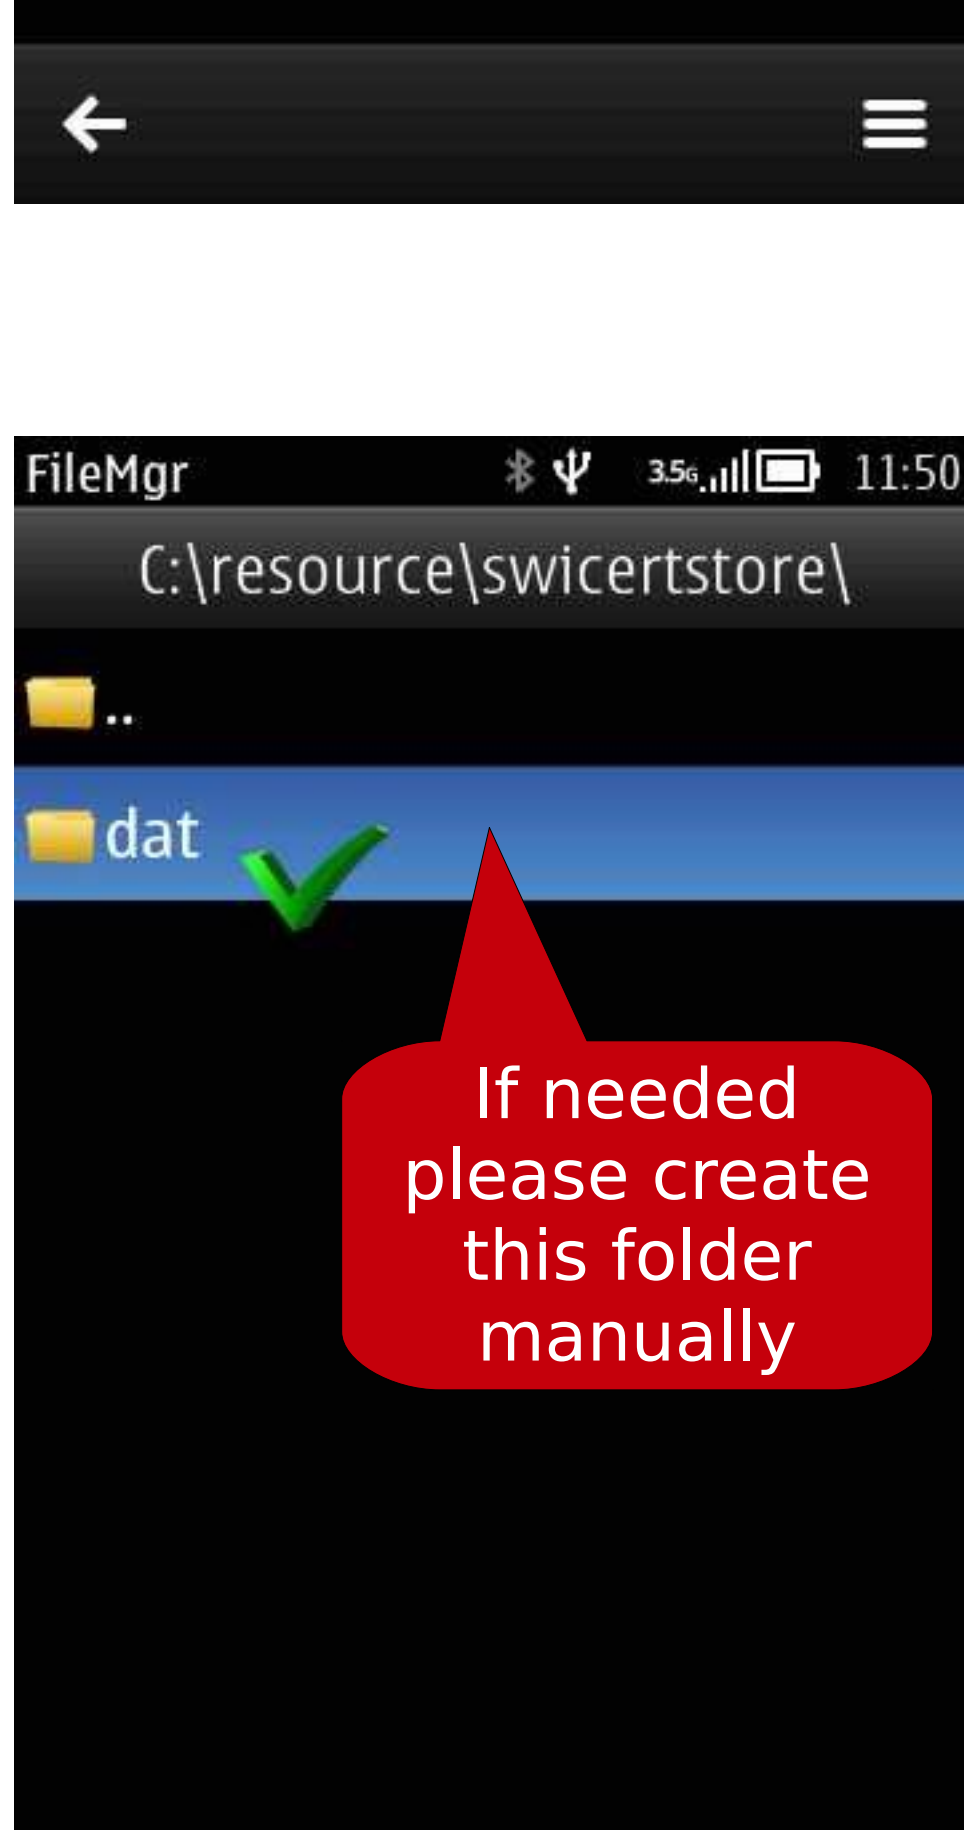 FileMgr 3.5G 11:50
C:\resource\swicertstore\
..
dat
If needed
please create
this folder
manually